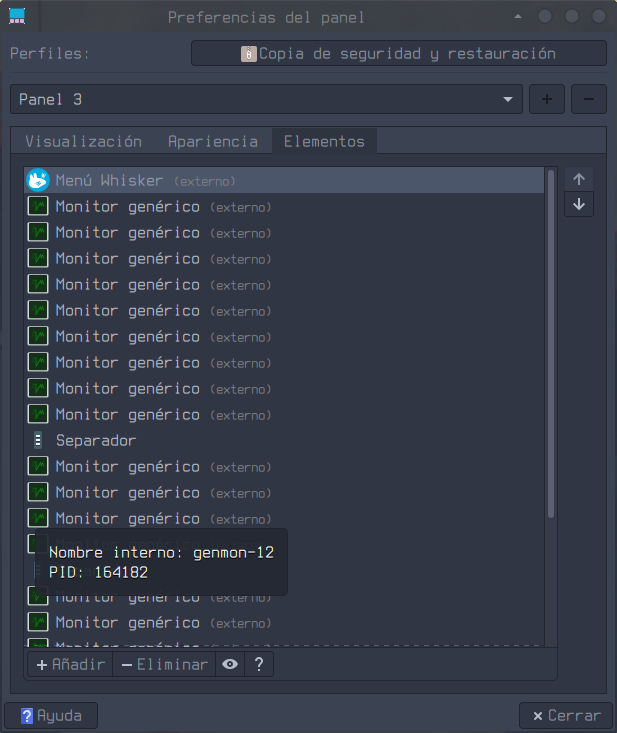 Preferencias del panel
Perfiles:
Copia de seguridad y restauración
Panel 3
Visualización Apariencia Elementos
Menú Whisker (externo)
Monitor genérico (externo)
Monitor genérico (externo)
Monitor genérico (externo)
Monitor genérico (externo)
Monitor genérico (externo)
Monitor genérico (externo)
Monitor genérico (externo)
Monitor genérico (externo)
Monitor genérico (externo)
Separador
Monitor genérico (externo)
Monitor genérico (externo)
Monitor genérico (externo)
Nombre interno: genmon-12
PID: 164182
Monitor genérico (externo)
Monitor genérico (externo)
+ Añadir − Eliminar ?
? Ayuda × Cerrar